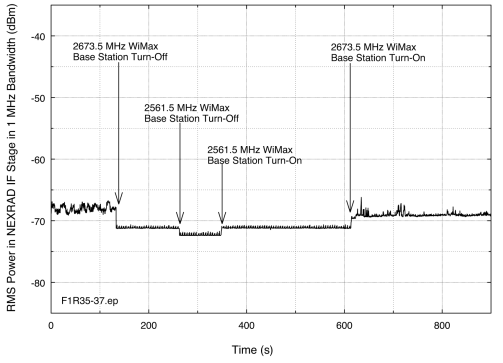 RMS Power in NEXRAD IF Stage in 1 MHz Bandwidth (dBm)
-35
-40
-50
-60
-70
-80
2673.5 MHz WiMax
Base Station Turn-Off
2673.5 MHz WiMax
Base Station Turn-On
2561.5 MHz WiMax
Base Station Turn-Off
2561.5 MHz WiMax
Base Station Turn-On
F1R35-37.ep
0
200
400
600
800
Time (s)